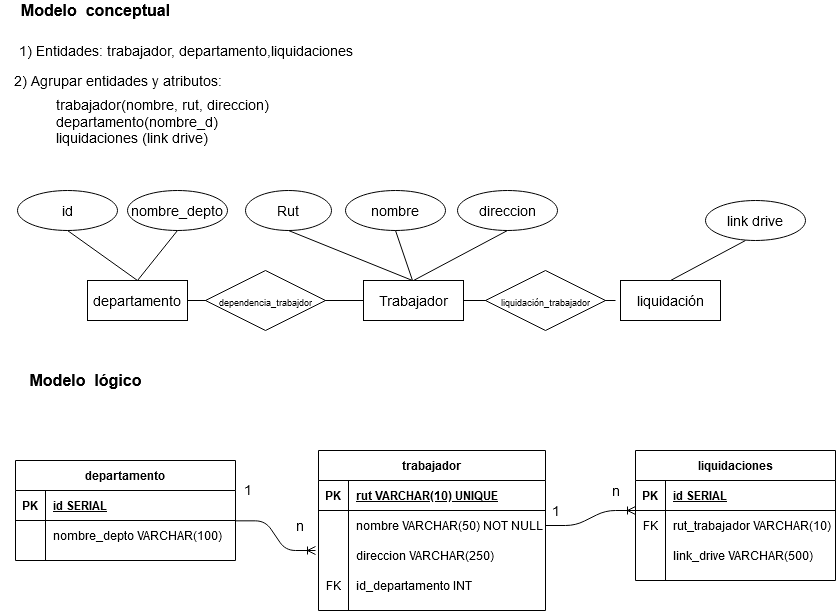 Modelo conceptual
1) Entidades: trabajador, departamento,liquidaciones
2) Agrupar entidades y atributos:
trabajador(nombre, rut, direccion)
departamento(nombre_d)
liquidaciones (link drive)
id
nombre_depto
Rut
nombre
direccion
link drive
departamento
dependencia_trabajdor
Trabajador
liquidación_trabajador
liquidación
Modelo lógico
departamento
PK id SERIAL
nombre_depto VARCHAR(100)
1
n
trabajador
PK rut VARCHAR(10) UNIQUE
nombre VARCHAR(50) NOT NULL
direccion VARCHAR(250)
FK id_departamento INT
1
n
liquidaciones
PK id SERIAL
FK rut_trabajador VARCHAR(10)
link_drive VARCHAR(500)